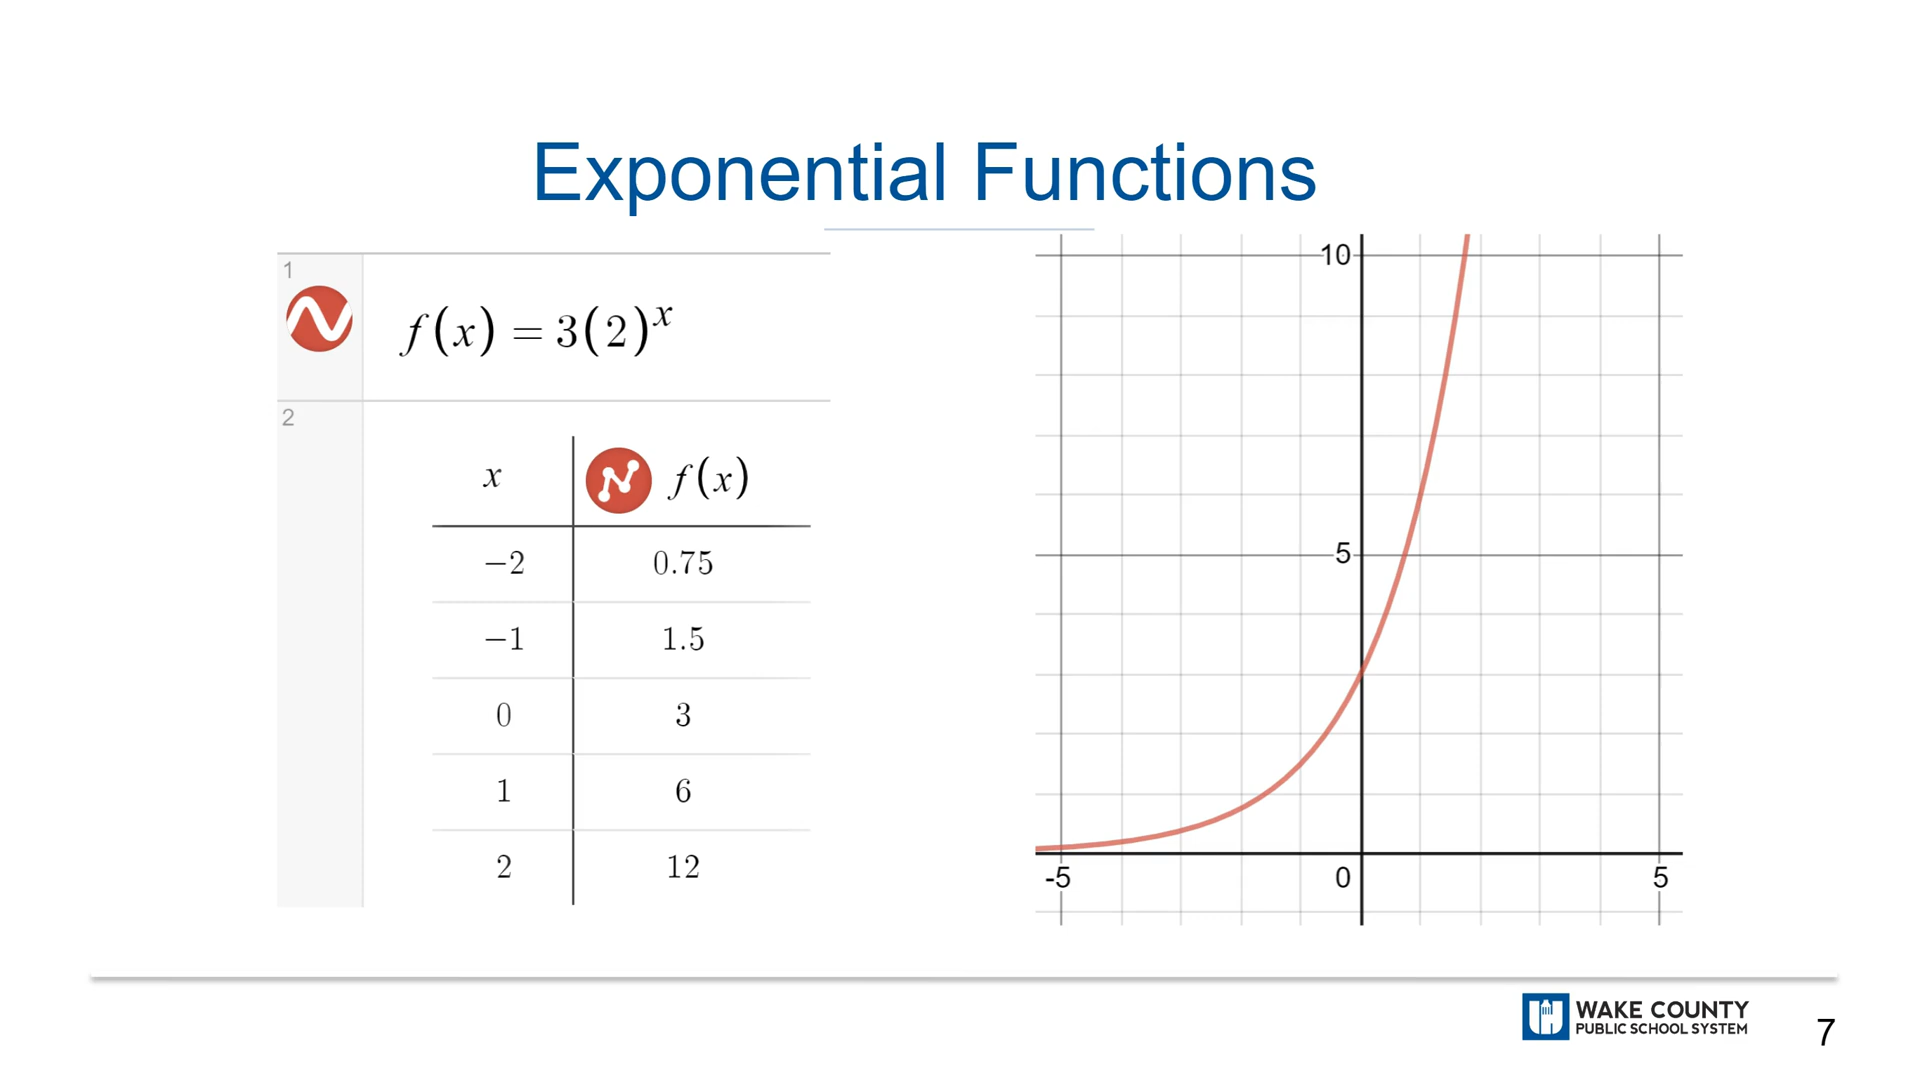 Exponential Functions
1
f(x) = 3(2)^x
2
x f(x)
−2 0.75
−1 1.5
0 3
1 6
2 12
10
5
-5 0 5
WAKE COUNTY
PUBLIC SCHOOL SYSTEM
7